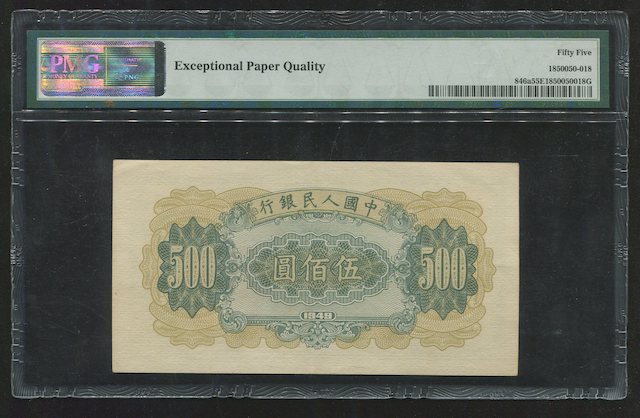 PMG
Exceptional Paper Quality
Fifty Five
1850050-018
846a55E1850050018G
行銀民人國中
500
圓佰伍
500
1949